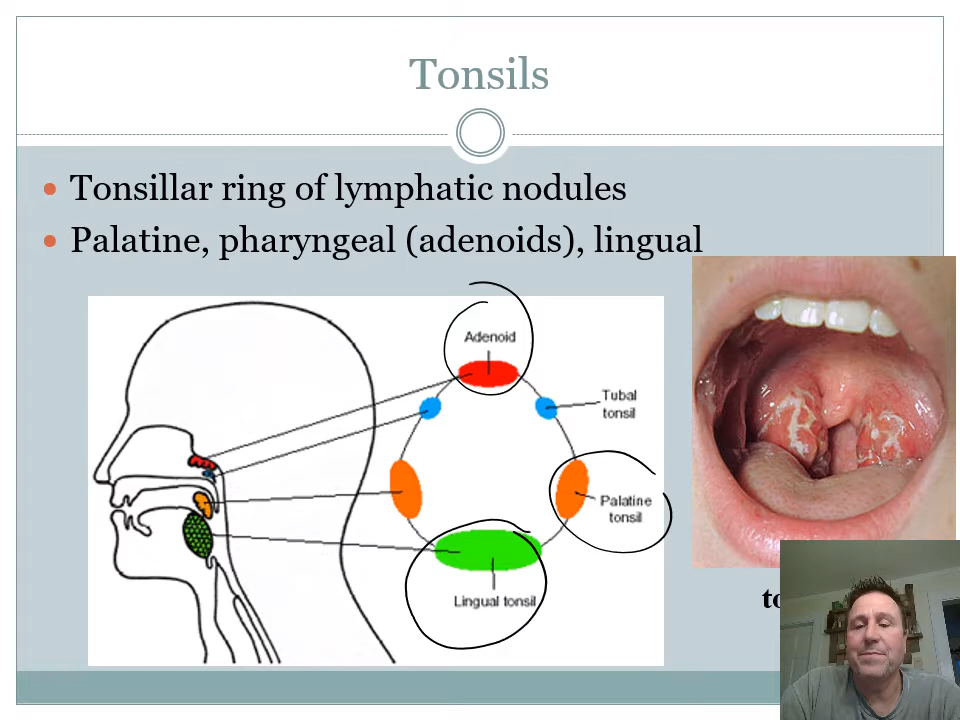 Tonsils
Tonsillar ring of lymphatic nodules
Palatine, pharyngeal (adenoids), lingual
Adenoid
Tubal
tonsil
Palatine
tonsil
Lingual tonsil